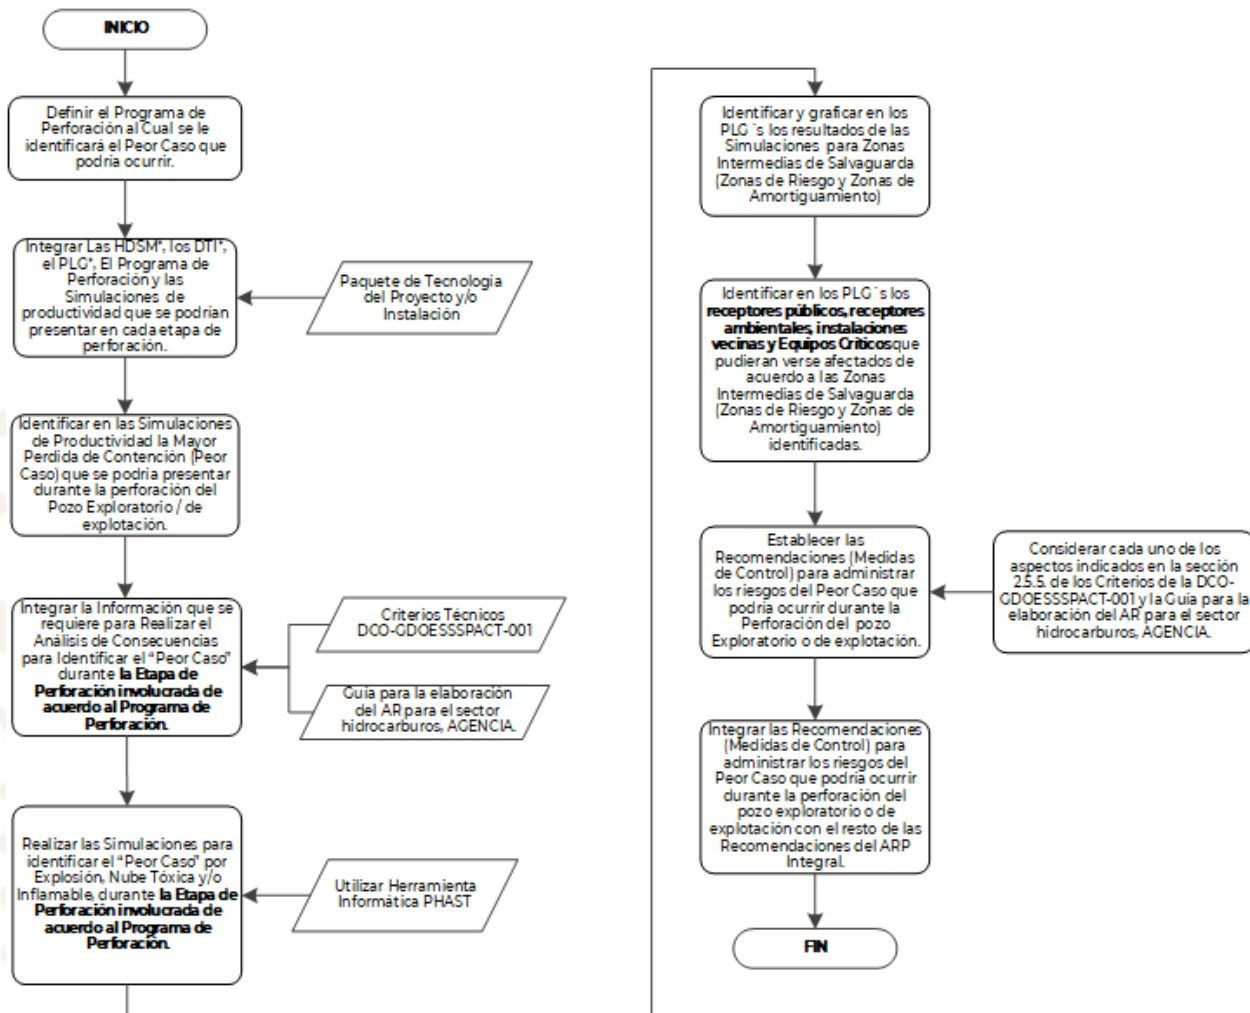 INICIO
Definir el Programa de
Perforación al Cual se le
identificará el Peor Caso que
podría ocurrir.
Integrar Las HDSM*, los DTI*,
el PLG*, El Programa de
Perforación y las
Simulaciones de
productividad que se podrían
presentar en cada etapa de
perforación.
Paquete de Tecnología
del Proyecto y/o
Instalación
Identificar en las Simulaciones
de Productividad la Mayor
Perdida de Contención (Peor
Caso) que se podría presentar
durante la perforación del
Pozo Exploratorio / de
explotación.
Integrar la Información que se
requiere para Realizar el
Análisis de Consecuencias
para Identificar el "Peor Caso"
durante la Etapa de
Perforación involucrada de
acuerdo al Programa de
Perforación.
Criterios Técnicos
DCO-GDOESSSPACT-001
Guía para la elaboración
del AR para el sector
hidrocarburos, AGENCIA.
Realizar las Simulaciones para
identificar el "Peor Caso" por
Explosión, Nube Tóxica y/o
Inflamable, durante la Etapa de
Perforación involucrada de
acuerdo al Programa de
Perforación.
Utilizar Herramienta
Informática PHAST
Identificar y graficar en los
PLG´s los resultados de las
Simulaciones para Zonas
Intermedias de Salvaguarda
(Zonas de Riesgo y Zonas de
Amortiguamiento)
Identificar en los PLG´s los
receptores públicos, receptores
ambientales, instalaciones
vecinas y Equipos Críticos que
pudieran verse afectados de
acuerdo a las Zonas
Intermedias de Salvaguarda
(Zonas de Riesgo y Zonas de
Amortiguamiento)
identificadas.
Establecer las
Recomendaciones (Medidas
de Control) para administrar
los riesgos del Peor Caso que
podría ocurrir durante la
Perforación del pozo
Exploratorio o de explotación.
Considerar cada uno de los
aspectos indicados en la sección
2.5.5. de los Criterios de la DCO-
GDOESSSPACT-001 y la Guía para la
elaboración del AR para el sector
hidrocarburos, AGENCIA.
Integrar las Recomendaciones
(Medidas de Control) para
administrar los riesgos del
Peor Caso que podría ocurrir
durante la perforación del
pozo exploratorio o de
explotación con el resto de las
Recomendaciones del ARP
Integral.
FIN